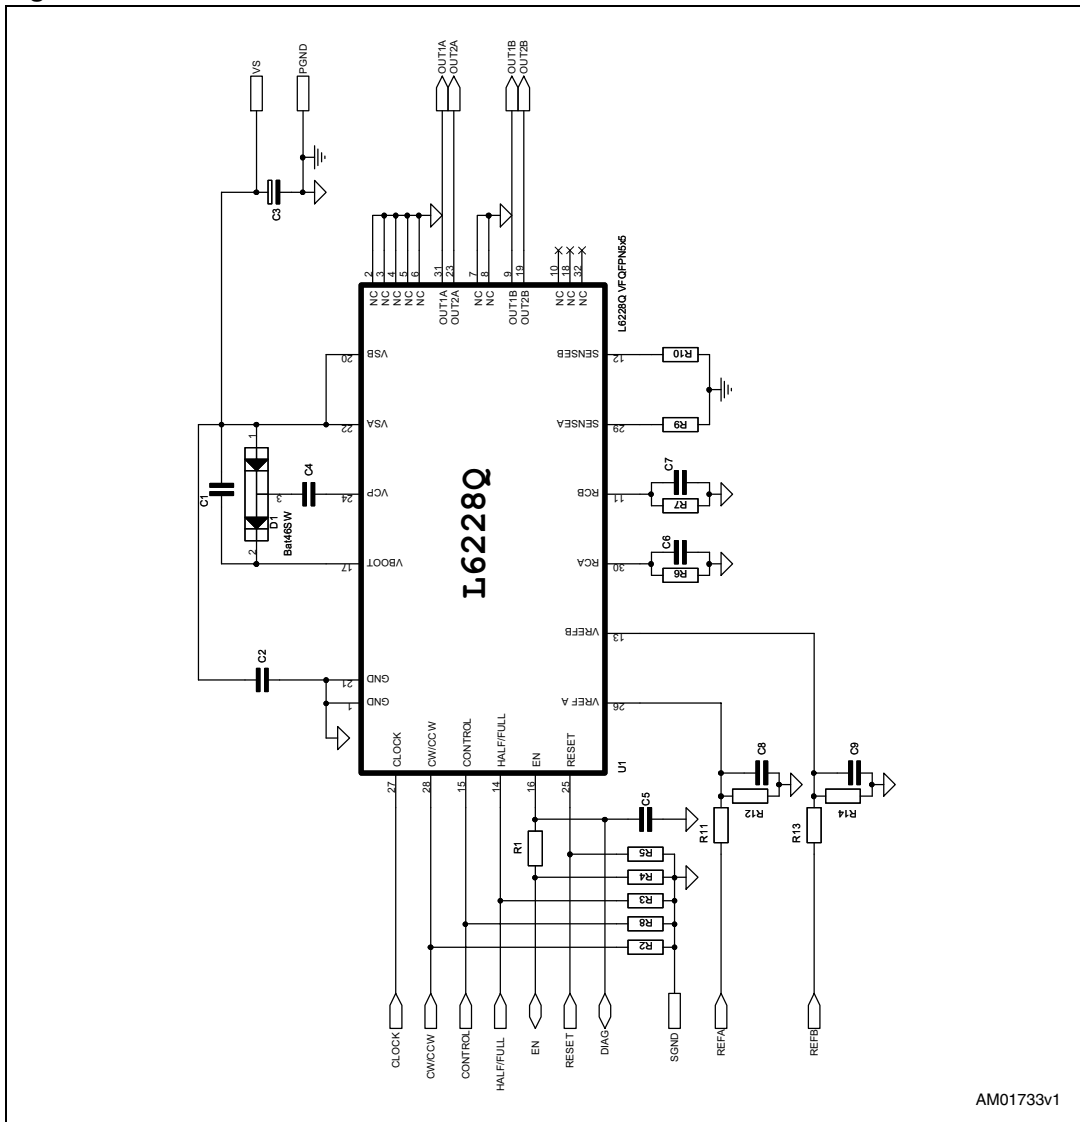 VS
PGND
OUT1A
OUT2A
OUT1B
OUT2B
C3
2
3
4
5
6
31
23
7
8
9
19
10
18
32
NC
NC
NC
NC
NC
OUT1A
OUT2A
NC
NC
OUT1B
OUT2B
NC
NC
NC
L6228Q VFQFPN5x5
20
VSB
SENSEB
12
R10
22
VSA
SENSEA
29
R9
1
C1
C4
24
VCP
3
D1
Bat46SW
2
RCB
11
C7
R7
L6228Q
17
VBOOT
RCA
30
C6
R6
VREFB
13
C2
21
GND
1
GND
VREF A
26
CLOCK
CW/CCW
CONTROL
HALF/FULL
EN
RESET
U1
27
28
15
14
16
25
C8
C9
R12
R14
R11
R13
C5
R1
R5
R4
R3
R8
R2
CLOCK
CW/CCW
CONTROL
HALF/FULL
EN
RESET
DIAG
SGND
REFA
REFB
AM01733v1